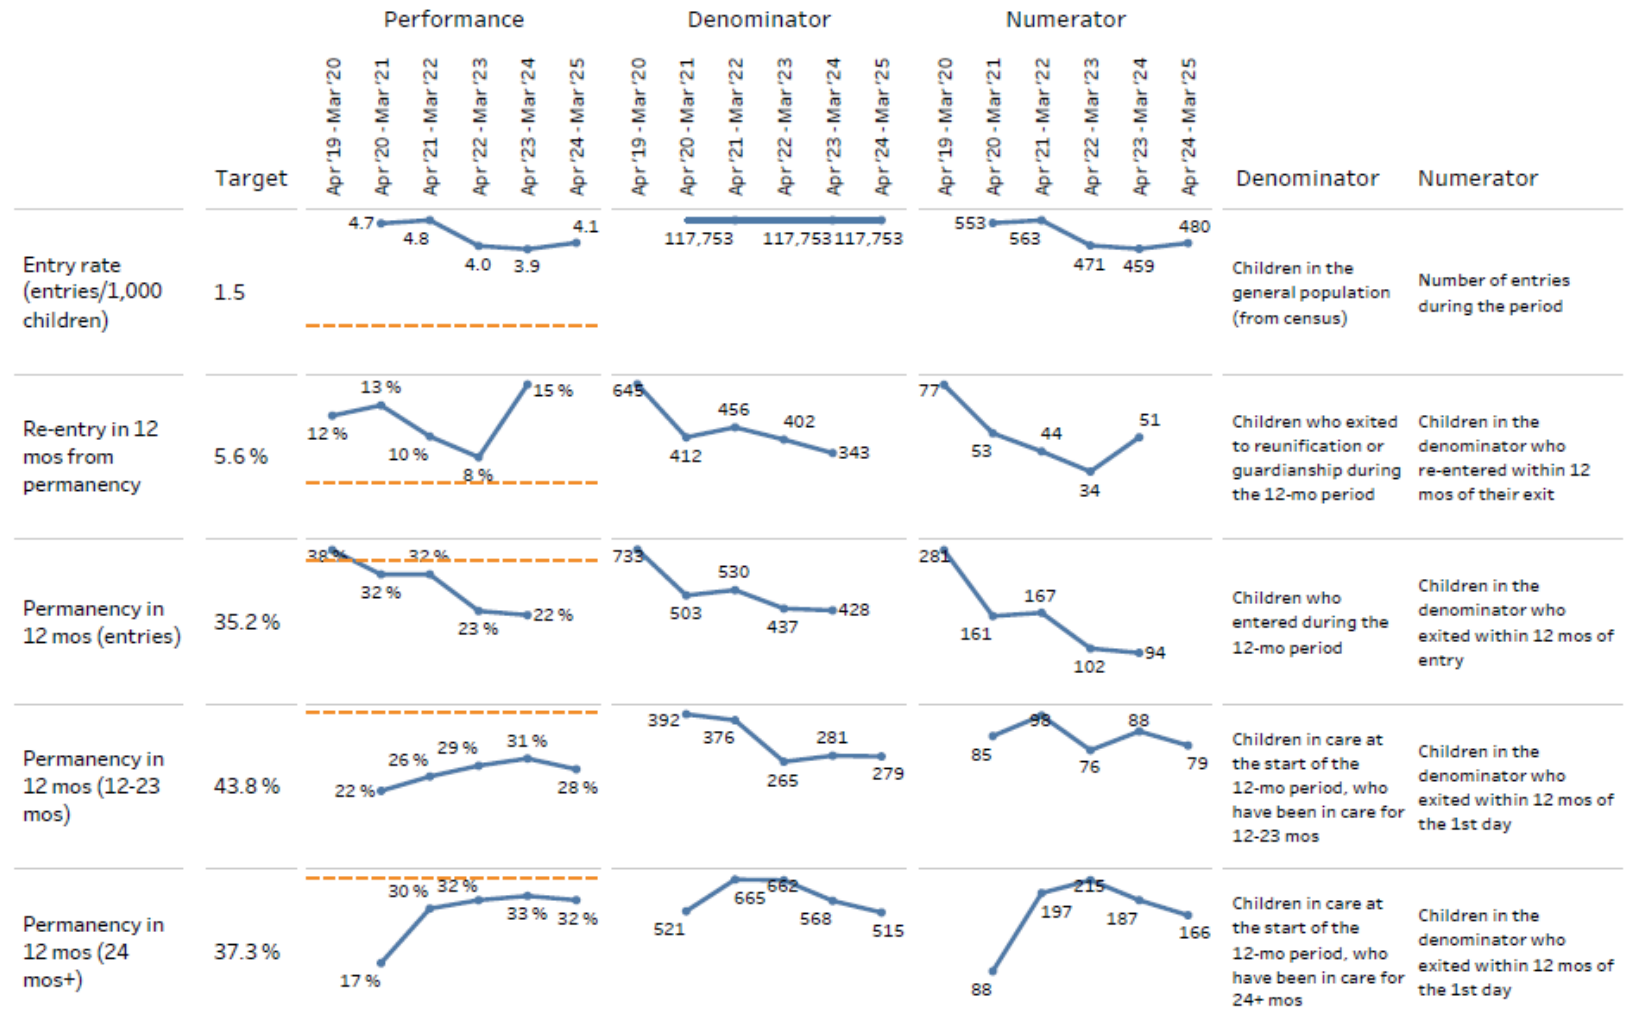 Performance
Denominator
Numerator
Apr '19 - Mar '20
Apr '20 - Mar '21
Apr '21 - Mar '22
Apr '22 - Mar '23
Apr '23 - Mar '24
Apr '24 - Mar '25
Apr '19 - Mar '20
Apr '20 - Mar '21
Apr '21 - Mar '22
Apr '22 - Mar '23
Apr '23 - Mar '24
Apr '24 - Mar '25
Apr '19 - Mar '20
Apr '20 - Mar '21
Apr '21 - Mar '22
Apr '22 - Mar '23
Apr '23 - Mar '24
Apr '24 - Mar '25
Target
Denominator
Numerator
Entry rate
(entries/1,000
children)
1.5
4.7
4.8
4.0
3.9
4.1
117,753
117,753
117,753
553
563
471
459
480
Children in the
general population
(from census)
Number of entries
during the period
Re-entry in 12
mos from
permanency
5.6 %
12 %
13 %
10 %
8 %
15 %
645
412
456
402
343
77
53
44
34
51
Children who exited
to reunification or
guardianship during
the 12-mo period
Children in the
denominator who
re-entered within 12
mos of their exit
Permanency in
12 mos (entries)
35.2 %
38 %
32 %
32 %
23 %
22 %
733
503
530
437
428
281
161
167
102
94
Children who
entered during the
12-mo period
Children in the
denominator who
exited within 12 mos of
entry
Permanency in
12 mos (12-23
mos)
43.8 %
22 %
26 %
29 %
31 %
28 %
392
376
265
281
279
85
98
76
88
79
Children in care at
the start of the
12-mo period, who
have been in care for
12-23 mos
Children in the
denominator who
exited within 12 mos of
the 1st day
Permanency in
12 mos (24
mos+)
37.3 %
17 %
30 %
32 %
33 %
32 %
521
665
662
568
515
88
197
215
187
166
Children in care at
the start of the
12-mo period, who
have been in care for
24+ mos
Children in the
denominator who
exited within 12 mos of
the 1st day